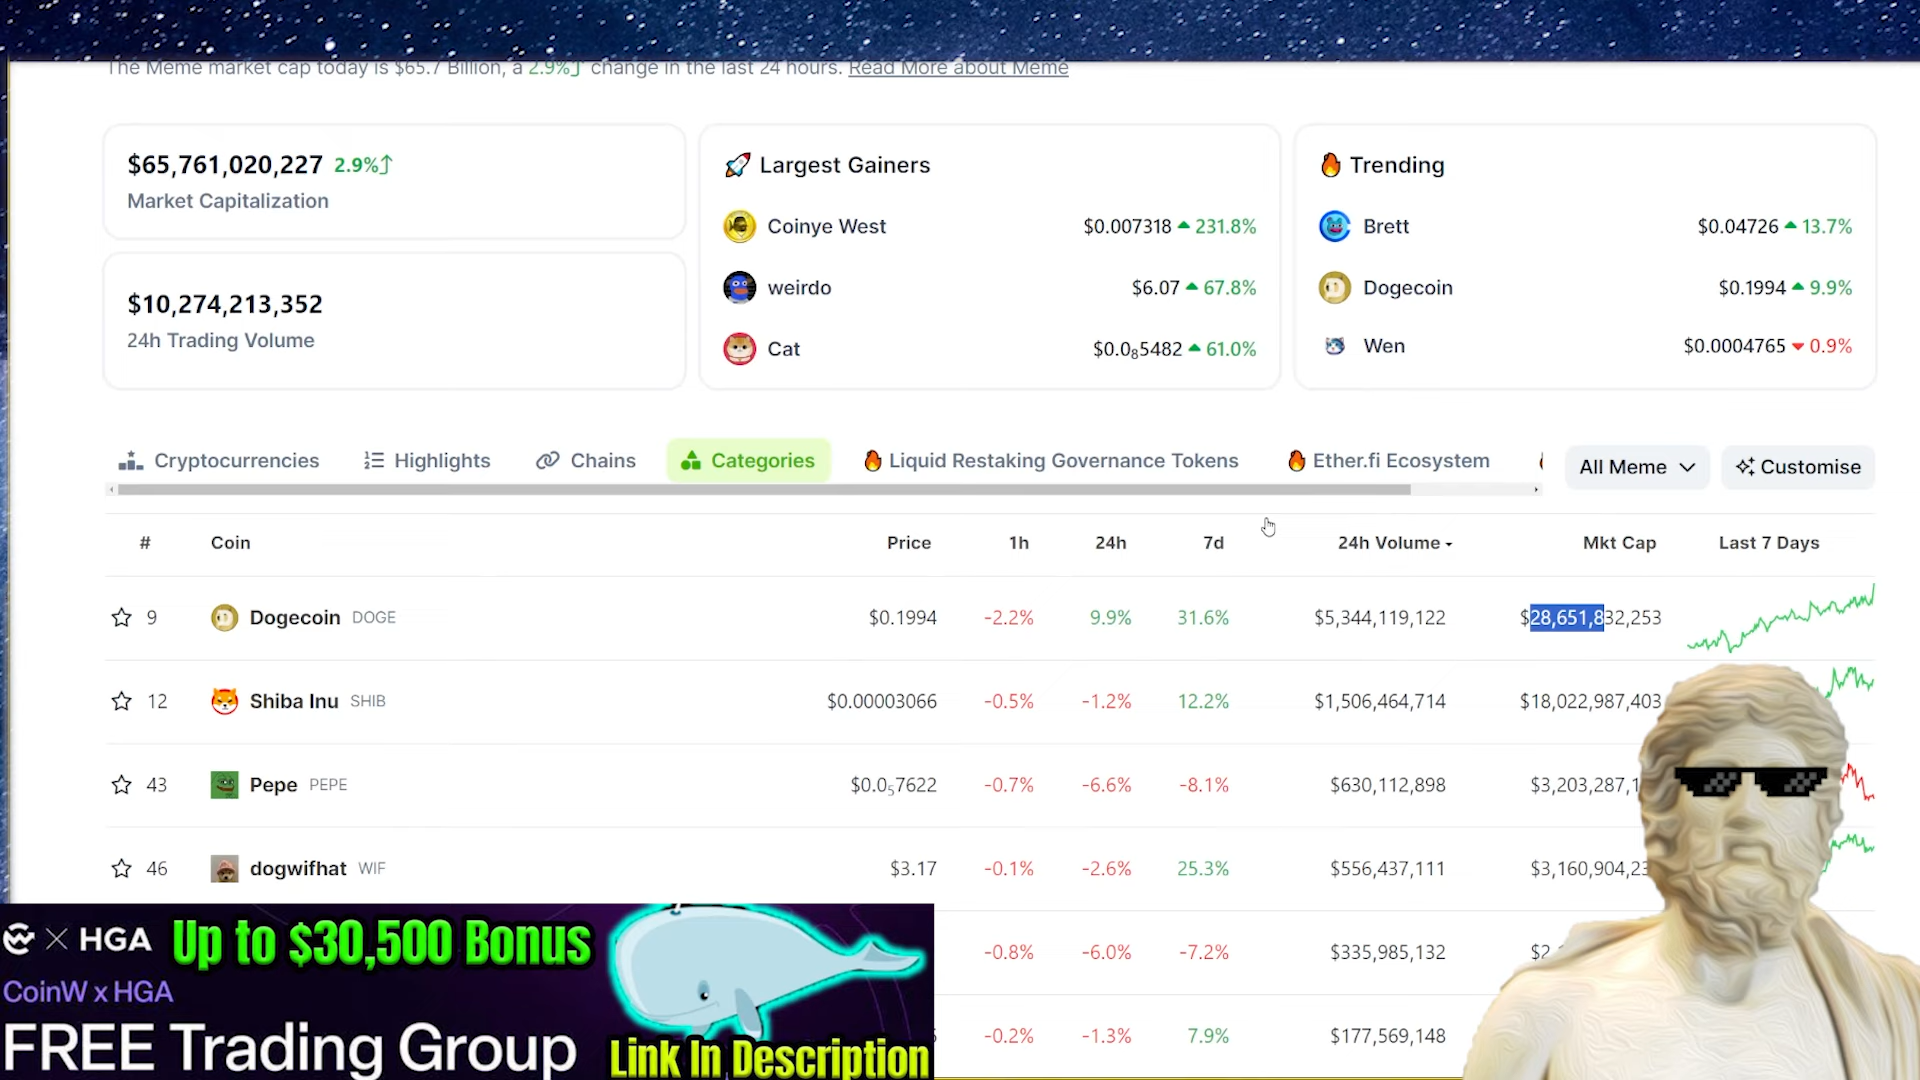 The Meme market cap today is $65.7 Billion, a 2.9% change in the last 24 hours. Read More about Meme
$65,761,020,227 2.9%
Market Capitalization
$10,274,213,352
24h Trading Volume
Largest Gainers
Coinye West $0.007318 231.8%
weirdo $6.07 67.8%
Cat $0.0₈5482 61.0%
Trending
Brett $0.04726 13.7%
Dogecoin $0.1994 9.9%
Wen $0.0004765 0.9%
Cryptocurrencies Highlights Chains Categories Liquid Restaking Governance Tokens Ether.fi Ecosystem All Meme Customise
# Coin Price 1h 24h 7d 24h Volume Mkt Cap Last 7 Days
9 Dogecoin DOGE $0.1994 -2.2% 9.9% 31.6% $5,344,119,122 $28,651,832,253
12 Shiba Inu SHIB $0.00003066 -0.5% -1.2% 12.2% $1,506,464,714 $18,022,987,403
43 Pepe PEPE $0.0₅7622 -0.7% -6.6% -8.1% $630,112,898 $3,203,287,1
46 dogwifhat WIF $3.17 -0.1% -2.6% 25.3% $556,437,111 $3,160,904,23
-0.8% -6.0% -7.2% $335,985,132 $2,
-0.2% -1.3% 7.9% $177,569,148
HGA Up to $30,500 Bonus
CoinW x HGA
FREE Trading Group
Link In Description